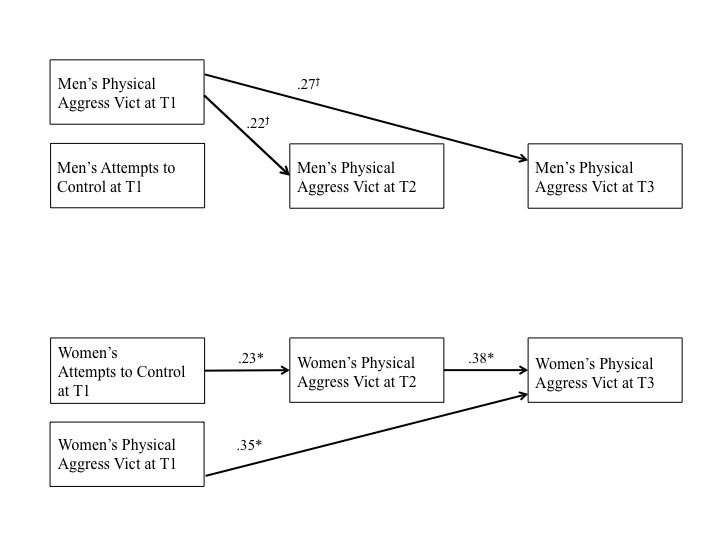 Men’s Physical
Aggress Vict at T1
.27†
.22†
Men’s Attempts to
Control at T1
Men’s Physical
Aggress Vict at T2
Men’s Physical
Aggress Vict at T3
Women’s
Attempts to Control
at T1
.23*
Women’s Physical
Aggress Vict at T2
.38*
Women’s Physical
Aggress Vict at T3
Women’s Physical
Aggress Vict at T1
.35*